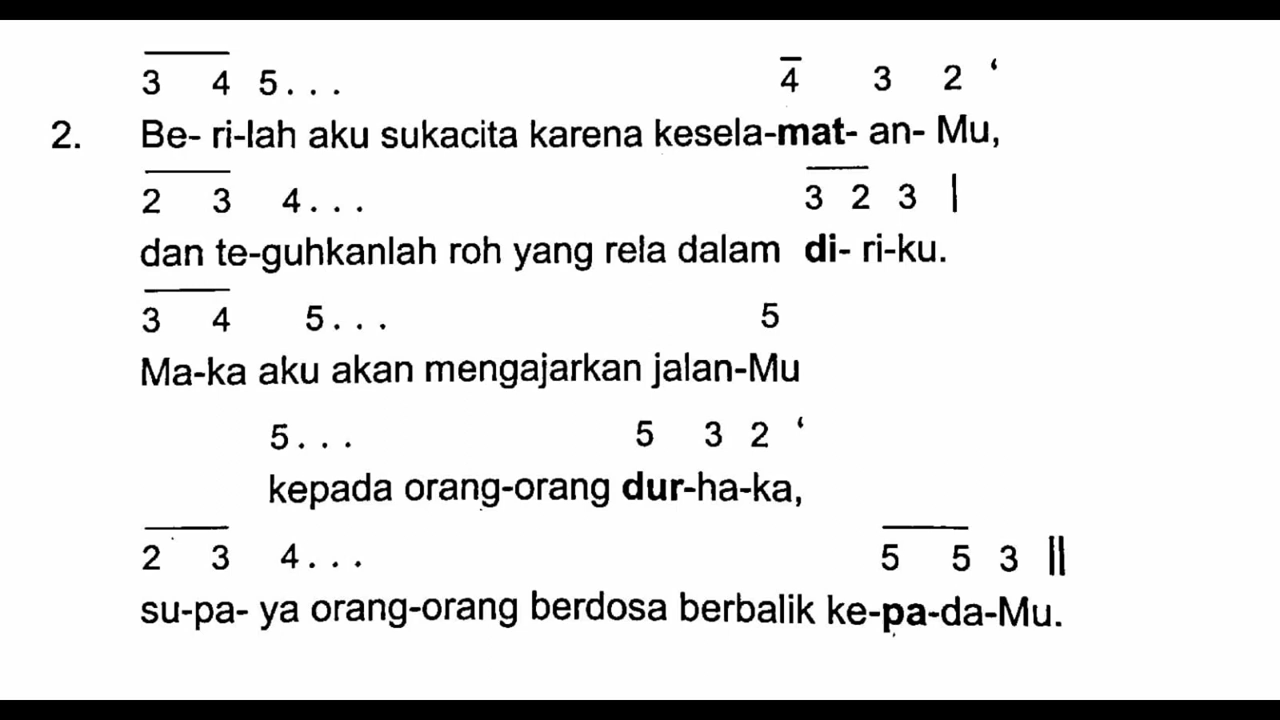 3 4 5... 4 3 2 ‘
2. Be- ri-lah aku sukacita karena kesela-mat- an- Mu,
2 3 4... 3 2 3 |
dan te-guhkanlah roh yang rela dalam di- ri-ku.
3 4 5... 5
Ma-ka aku akan mengajarkan jalan-Mu
5... 5 3 2 ‘
kepada orang-orang dur-ha-ka,
2 3 4... 5 5 3 ||
su-pa- ya orang-orang berdosa berbalik ke-pa-da-Mu.